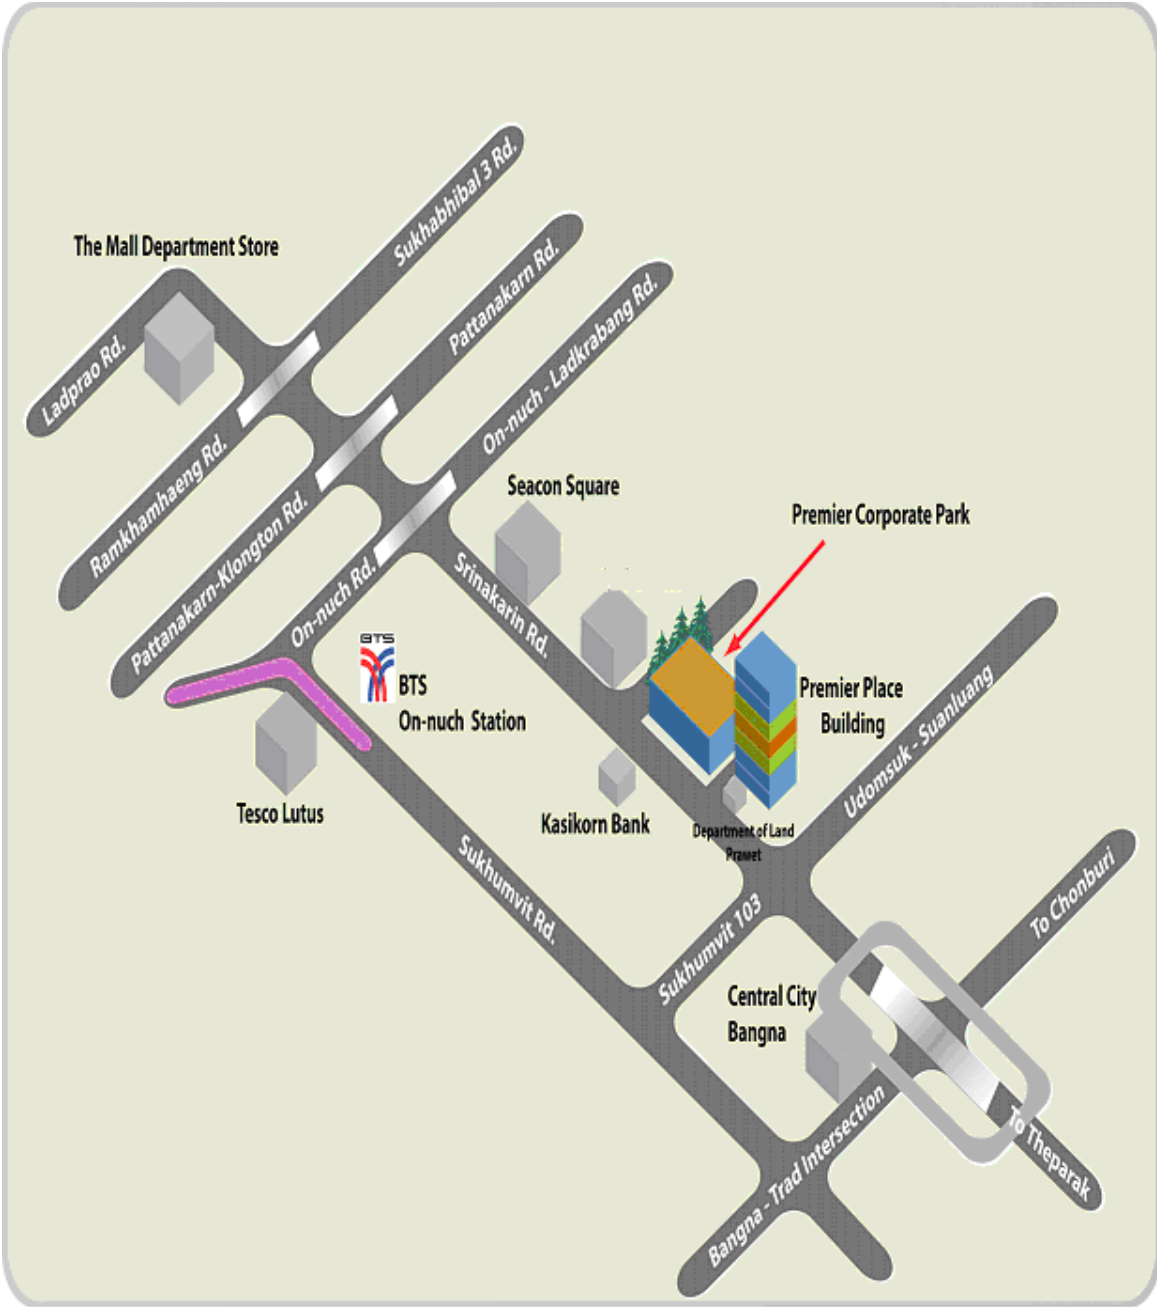 Sukhabhibal 3 Rd.
Pattanakarn Rd.
The Mall Department Store
On-nuch - Ladkrabang Rd.
Ladprao Rd.
Ramkhamhaeng Rd.
Seacon Square
Premier Corporate Park
Pattanakarn-Klongton Rd.
On-nuch Rd.
Srinakarin Rd.
BTS
BTS
On-nuch Station
Premier Place
Building
Udomsuk - Suanluang
Tesco Lutus
Kasikorn Bank
Department of Land
Prawet
Sukhumvit Rd.
Sukhumvit 103
To Chonburi
Central City
Bangna
Bangna - Trad Intersection
To Theparak